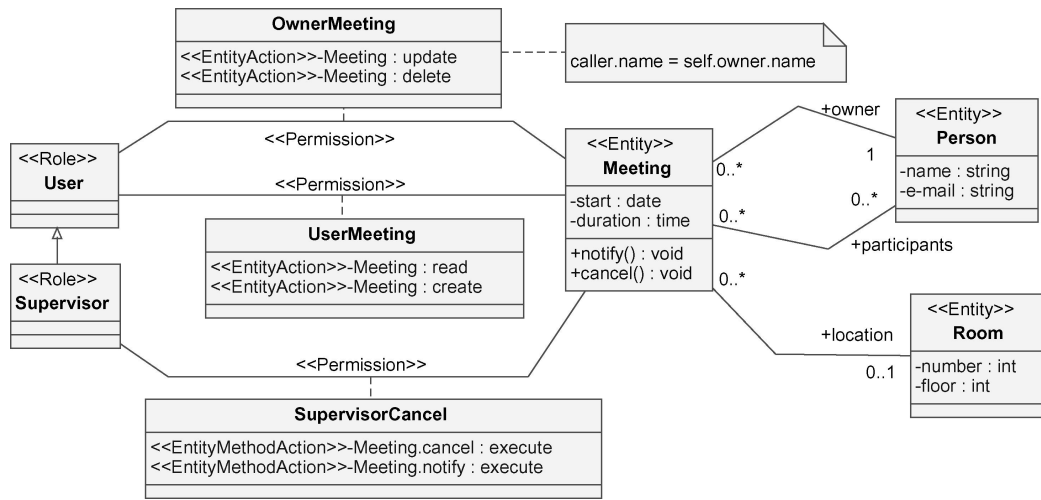 OwnerMeeting
<<EntityAction>>-Meeting : update
<<EntityAction>>-Meeting : delete
caller.name = self.owner.name
<<Permission>>
<<Role>>
User
<<Permission>>
UserMeeting
<<EntityAction>>-Meeting : read
<<EntityAction>>-Meeting : create
<<Role>>
Supervisor
<<Permission>>
SupervisorCancel
<<EntityMethodAction>>-Meeting.cancel : execute
<<EntityMethodAction>>-Meeting.notify : execute
<<Entity>>
Meeting
-start : date
-duration : time
+notify() : void
+cancel() : void
+owner
0..*
1
<<Entity>>
Person
-name : string
-e-mail : string
0..*
0..*
+participants
0..*
+location
0..1
<<Entity>>
Room
-number : int
-floor : int